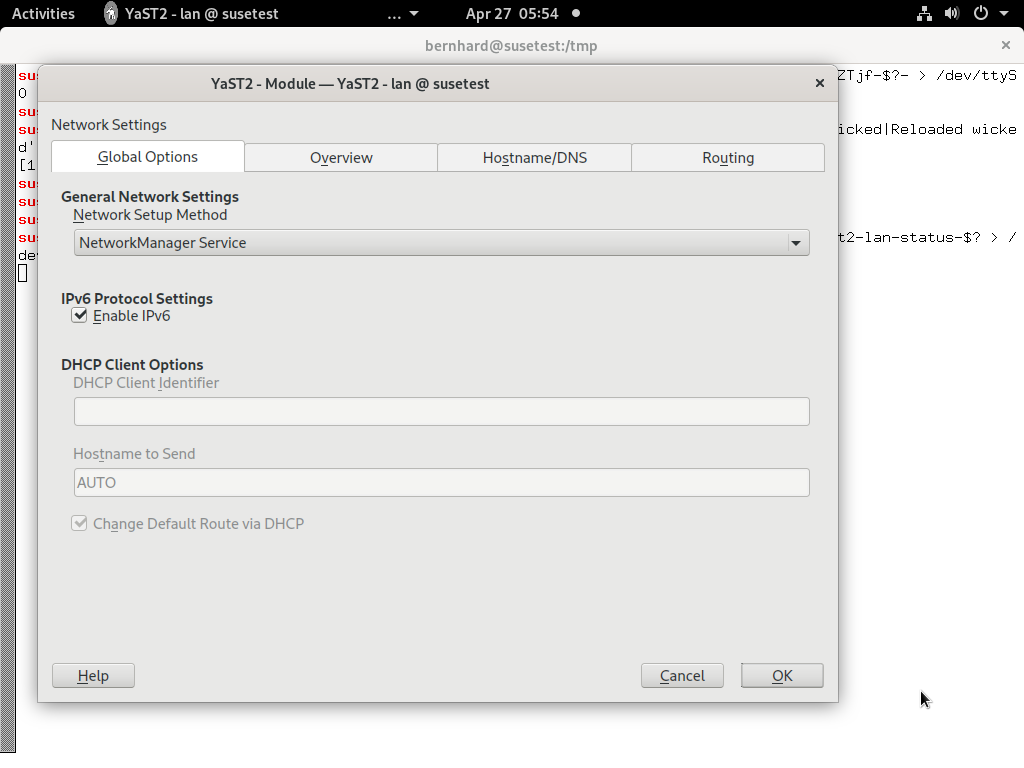 Activities YaST2 - lan @ susetest ... Apr 27 05:54
bernhard@susetest:/tmp
YaST2 - Module — YaST2 - lan @ susetest
Network Settings
Global Options Overview Hostname/DNS Routing
General Network Settings
Network Setup Method
NetworkManager Service
IPv6 Protocol Settings
Enable IPv6
DHCP Client Options
DHCP Client Identifier
Hostname to Send
AUTO
Change Default Route via DHCP
Help Cancel OK
sus ZTjf-$?- > /dev/ttyS
0
sus
sus icked|Reloaded wicke
d'
[1
sus
sus
sus
sus t2-lan-status-$? > /
de